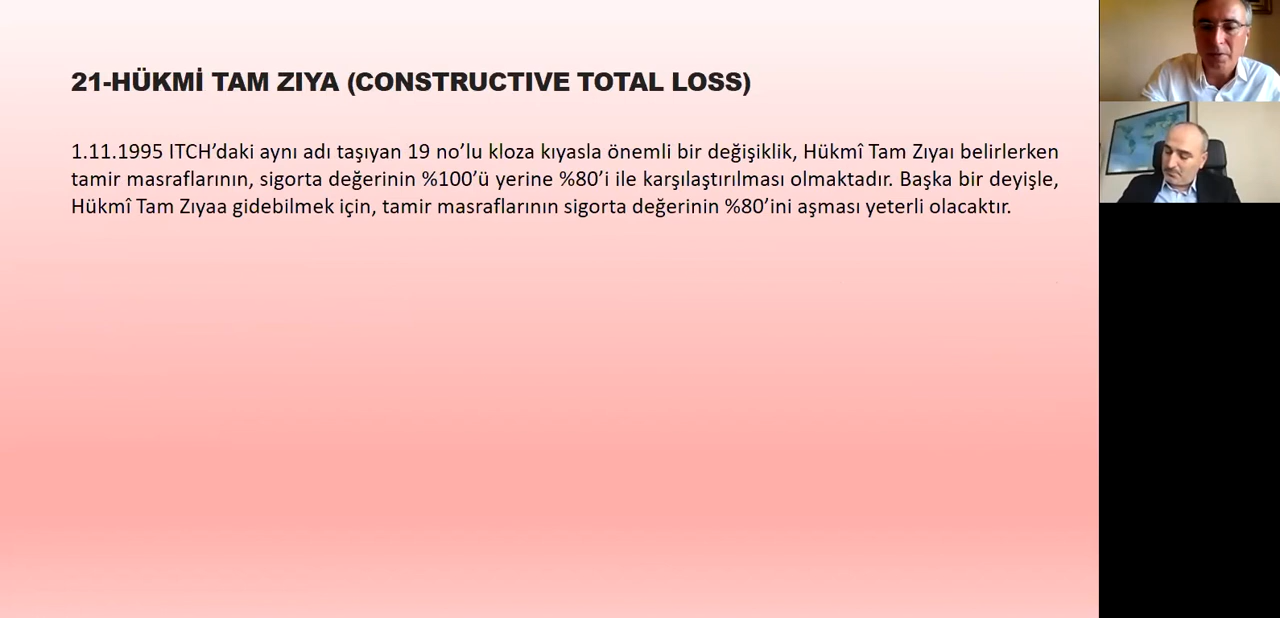 21-HÜKMİ TAM ZIYA (CONSTRUCTIVE TOTAL LOSS)
1.11.1995 ITCH’daki aynı adı taşıyan 19 no’lu kloza kıyasla önemli bir değişiklik, Hükmî Tam Zıyaı belirlerken
tamir masraflarının, sigorta değerinin %100’ü yerine %80’i ile karşılaştırılması olmaktadır. Başka bir deyişle,
Hükmî Tam Zıyaa gidebilmek için, tamir masraflarının sigorta değerinin %80’ini aşması yeterli olacaktır.